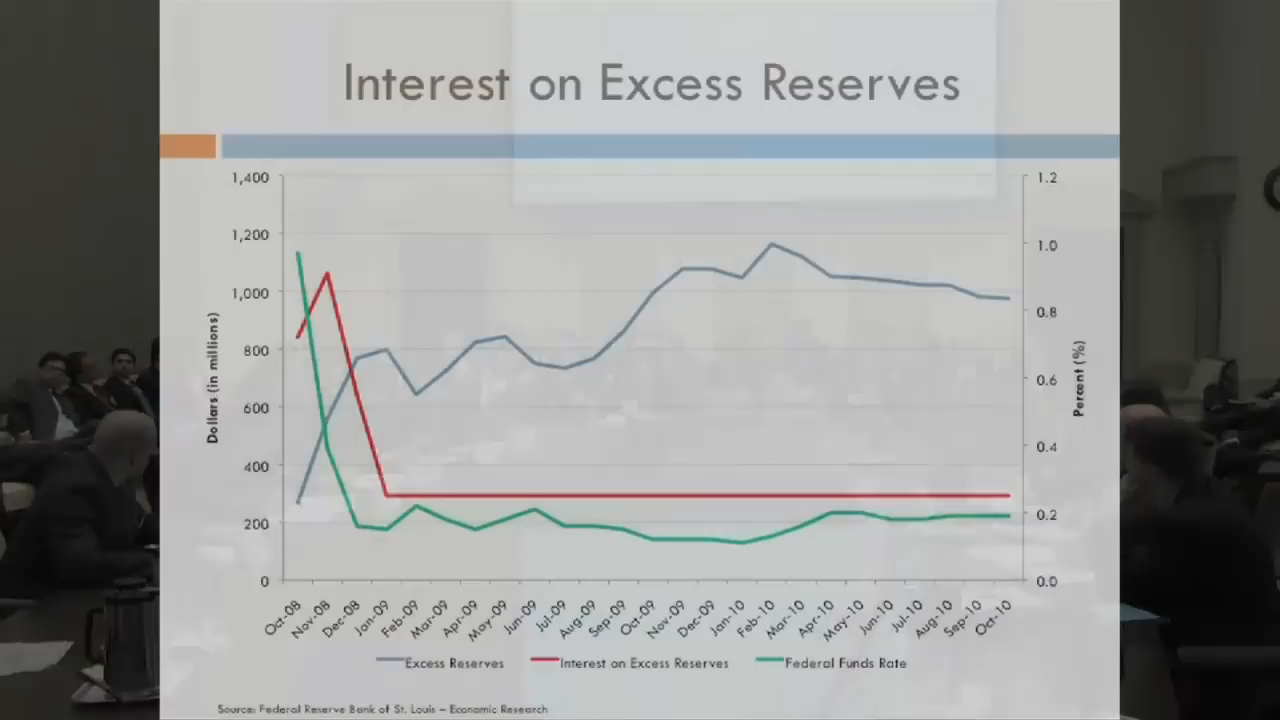 Interest on Excess Reserves
1,400
1,200
1,000
800
600
400
200
0
Dollars (in millions)
1.2
1.0
0.8
0.6
0.4
0.2
0.0
Percent (%)
Oct-08
Nov-08
Dec-08
Jan-09
Feb-09
Mar-09
Apr-09
May-09
Jun-09
Jul-09
Aug-09
Sep-09
Oct-09
Nov-09
Dec-09
Jan-10
Feb-10
Mar-10
Apr-10
May-10
Jun-10
Jul-10
Aug-10
Sep-10
Oct-10
Excess Reserves
Interest on Excess Reserves
Federal Funds Rate
Source: Federal Reserve Bank of St. Louis – Economic Research